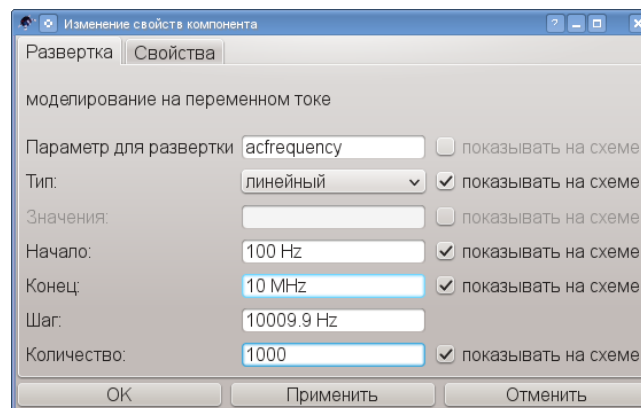 Изменение свойств компонента
Развертка Свойства
моделирование на переменном токе
Параметр для развертки acfrequency показывать на схеме
Тип: линейный показывать на схеме
Значения: показывать на схеме
Начало: 100 Hz показывать на схеме
Конец: 10 MHz показывать на схеме
Шаг: 10009.9 Hz
Количество: 1000 показывать на схеме
OK Применить Отменить